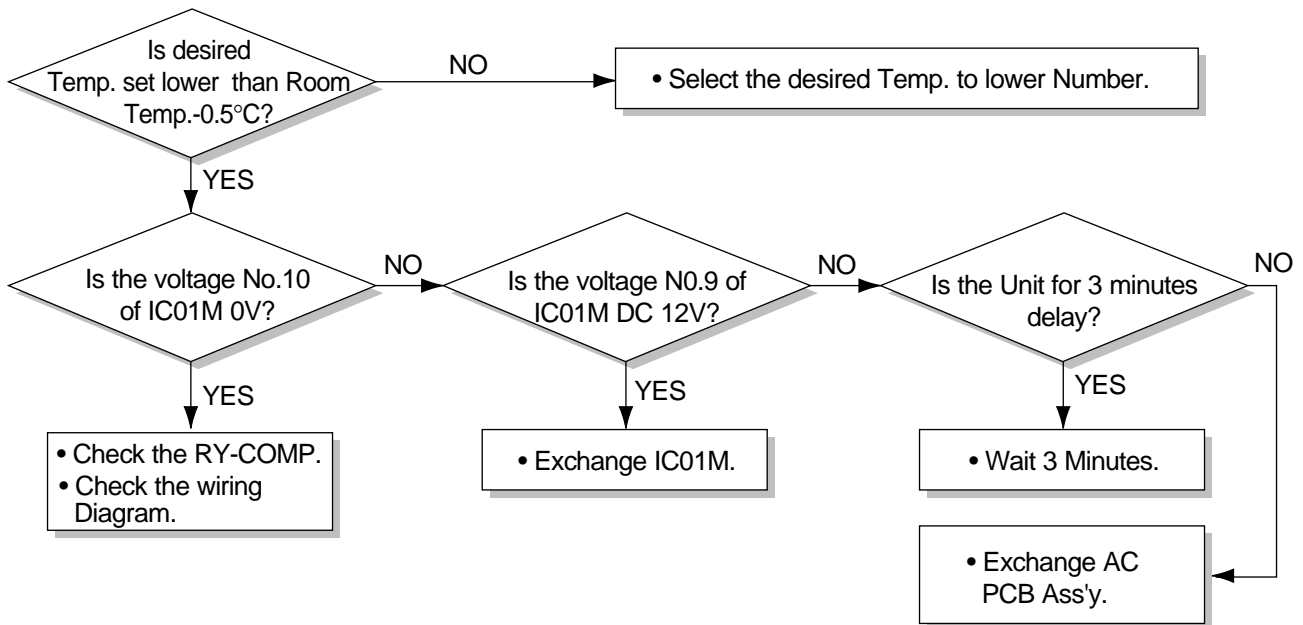 Is desired
Temp. set lower than Room
Temp.-0.5°C?
NO
• Select the desired Temp. to lower Number.
YES
Is the voltage No.10
of IC01M 0V?
NO
Is the voltage N0.9 of
IC01M DC 12V?
NO
Is the Unit for 3 minutes
delay?
NO
YES
• Check the RY-COMP.
• Check the wiring
Diagram.
YES
• Exchange IC01M.
YES
• Wait 3 Minutes.
• Exchange AC
PCB Ass'y.